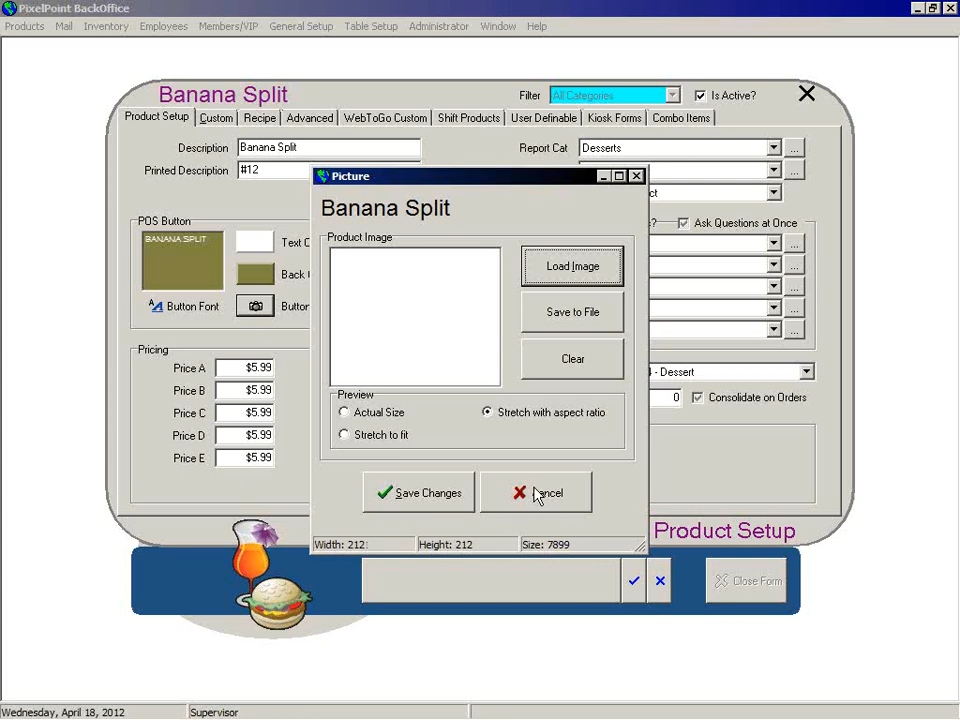 PixelPoint BackOffice
Products Mail Inventory Employees Members/VIP General Setup Table Setup Administrator Window Help
Banana Split
Filter All Categories Is Active?
Product Setup Custom Recipe Advanced WebToGo Custom Shift Products User Definable Kiosk Forms Combo Items
Description Banana Split Report Cat Desserts ...
Printed Description #12 ...
Picture
Banana Split
Product Image
Load Image
Save to File
Clear
Preview
Actual Size
Stretch with aspect ratio
Stretch to fit
Save Changes
Width: 212
Height: 212
Size: 7899
POS Button
BANANA SPLIT
Button Font
Ask Questions at Once
...
...
...
...
...
Pricing
Price A $5.99
Price B $5.99
Price C $5.99
Price D $5.99
Price E $5.99
- Dessert
0 Consolidate on Orders
Product Setup
Close Form
Wednesday, April 18, 2012 Supervisor